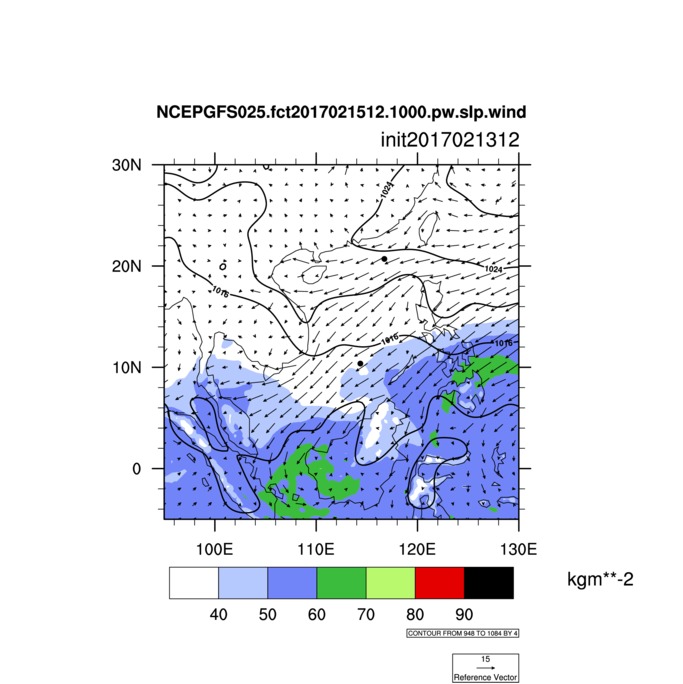 NCEPGFS025.fct2017021512.1000.pw.slp.wind
init2017021312
30N
1024
20N
1016
1024
1016
1016
10N
0
100E 110E 120E 130E
kgm**-2
40 50 60 70 80 90
CONTOUR FROM 948 TO 1084 BY 4
15
Reference Vector